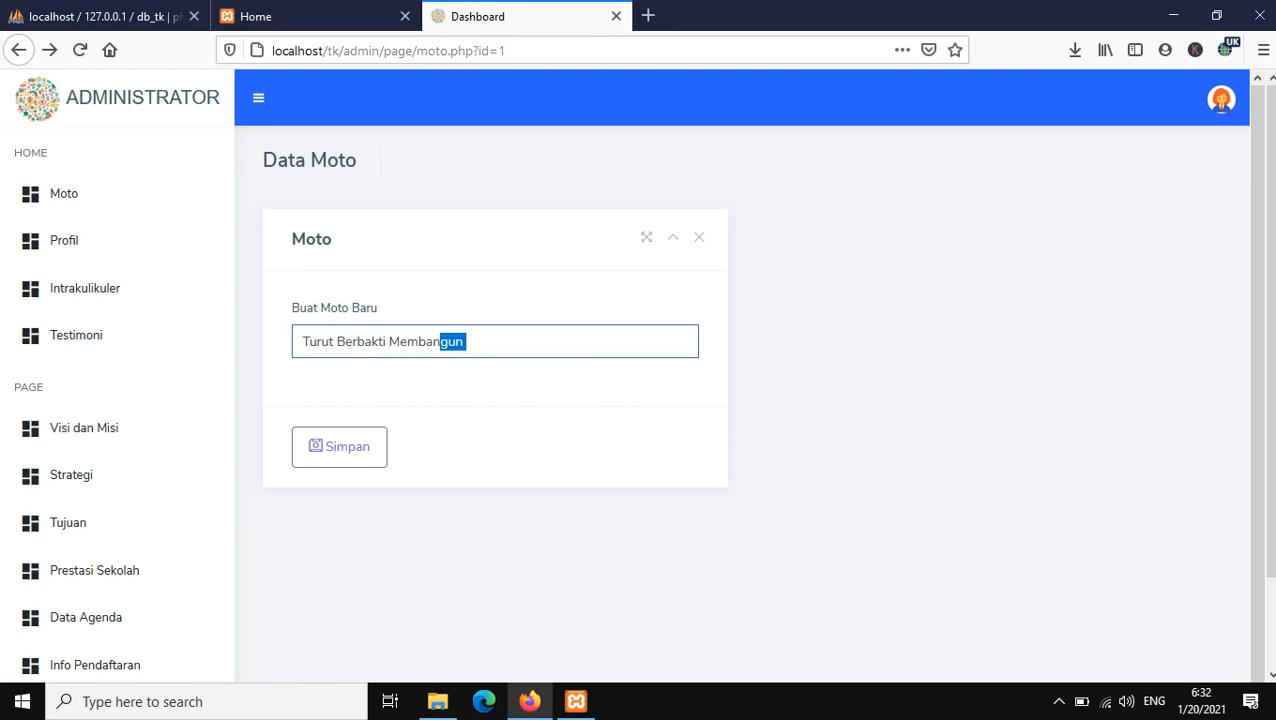 localhost / 127.0.0.1 / db_tk | ph
Home
Dashboard
localhost/tk/admin/page/moto.php?id=1
K
UK
ADMINISTRATOR
HOME
Moto
Profil
Intrakulikuler
Testimoni
PAGE
Visi dan Misi
Strategi
Tujuan
Prestasi Sekolah
Data Agenda
Info Pendaftaran
Data Moto
Moto
Buat Moto Baru
Turut Berbakti Membangun
Simpan
Type here to search
ENG
6:32
1/20/2021